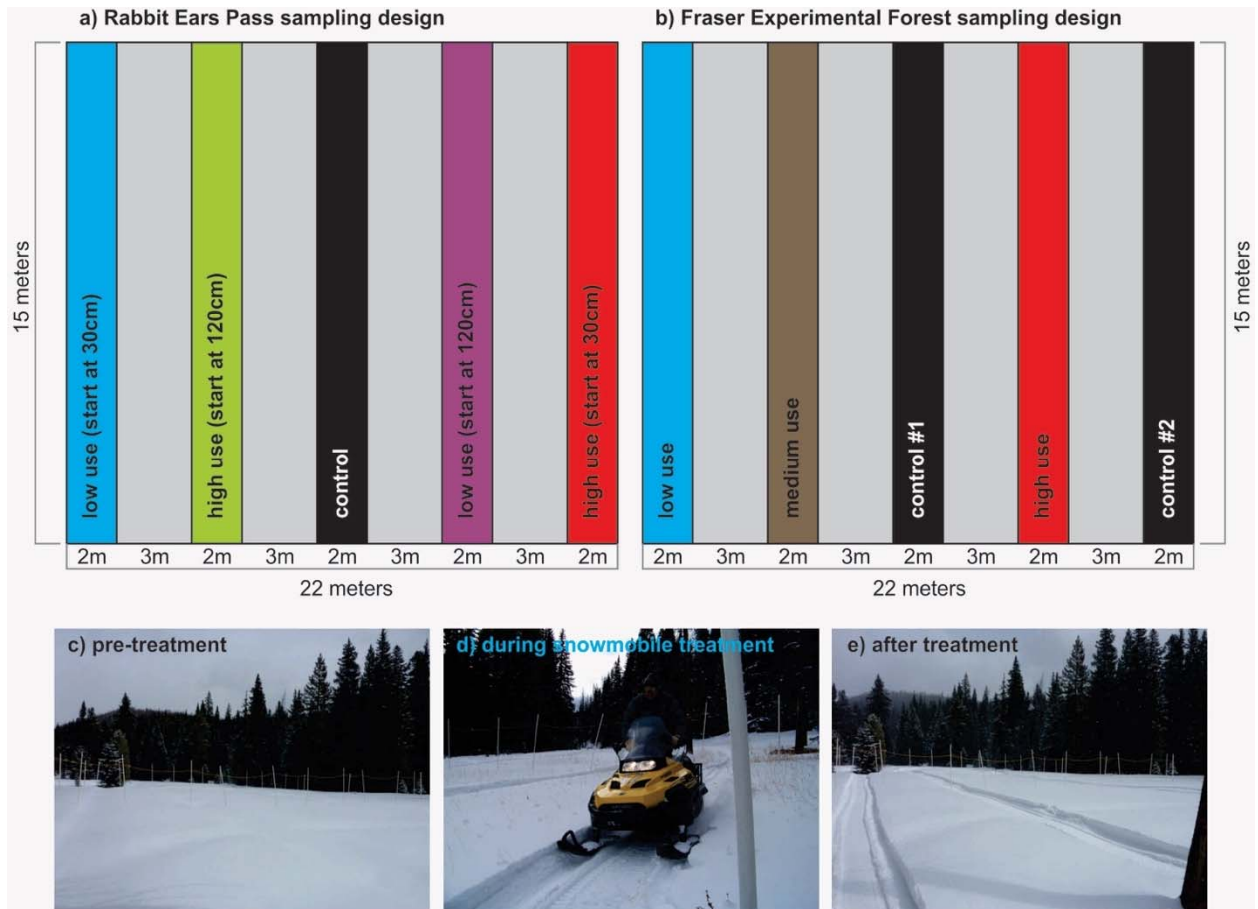 a) Rabbit Ears Pass sampling design
15 meters
low use (start at 30cm)
high use (start at 120cm)
control
low use (start at 120cm)
high use (start at 30cm)
2m 3m 2m 3m 2m 3m 2m 3m 2m
22 meters
b) Fraser Experimental Forest sampling design
low use
medium use
control #1
high use
control #2
15 meters
2m 3m 2m 3m 2m 3m 2m 3m 2m
22 meters
c) pre-treatment
d) during snowmobile treatment
e) after treatment